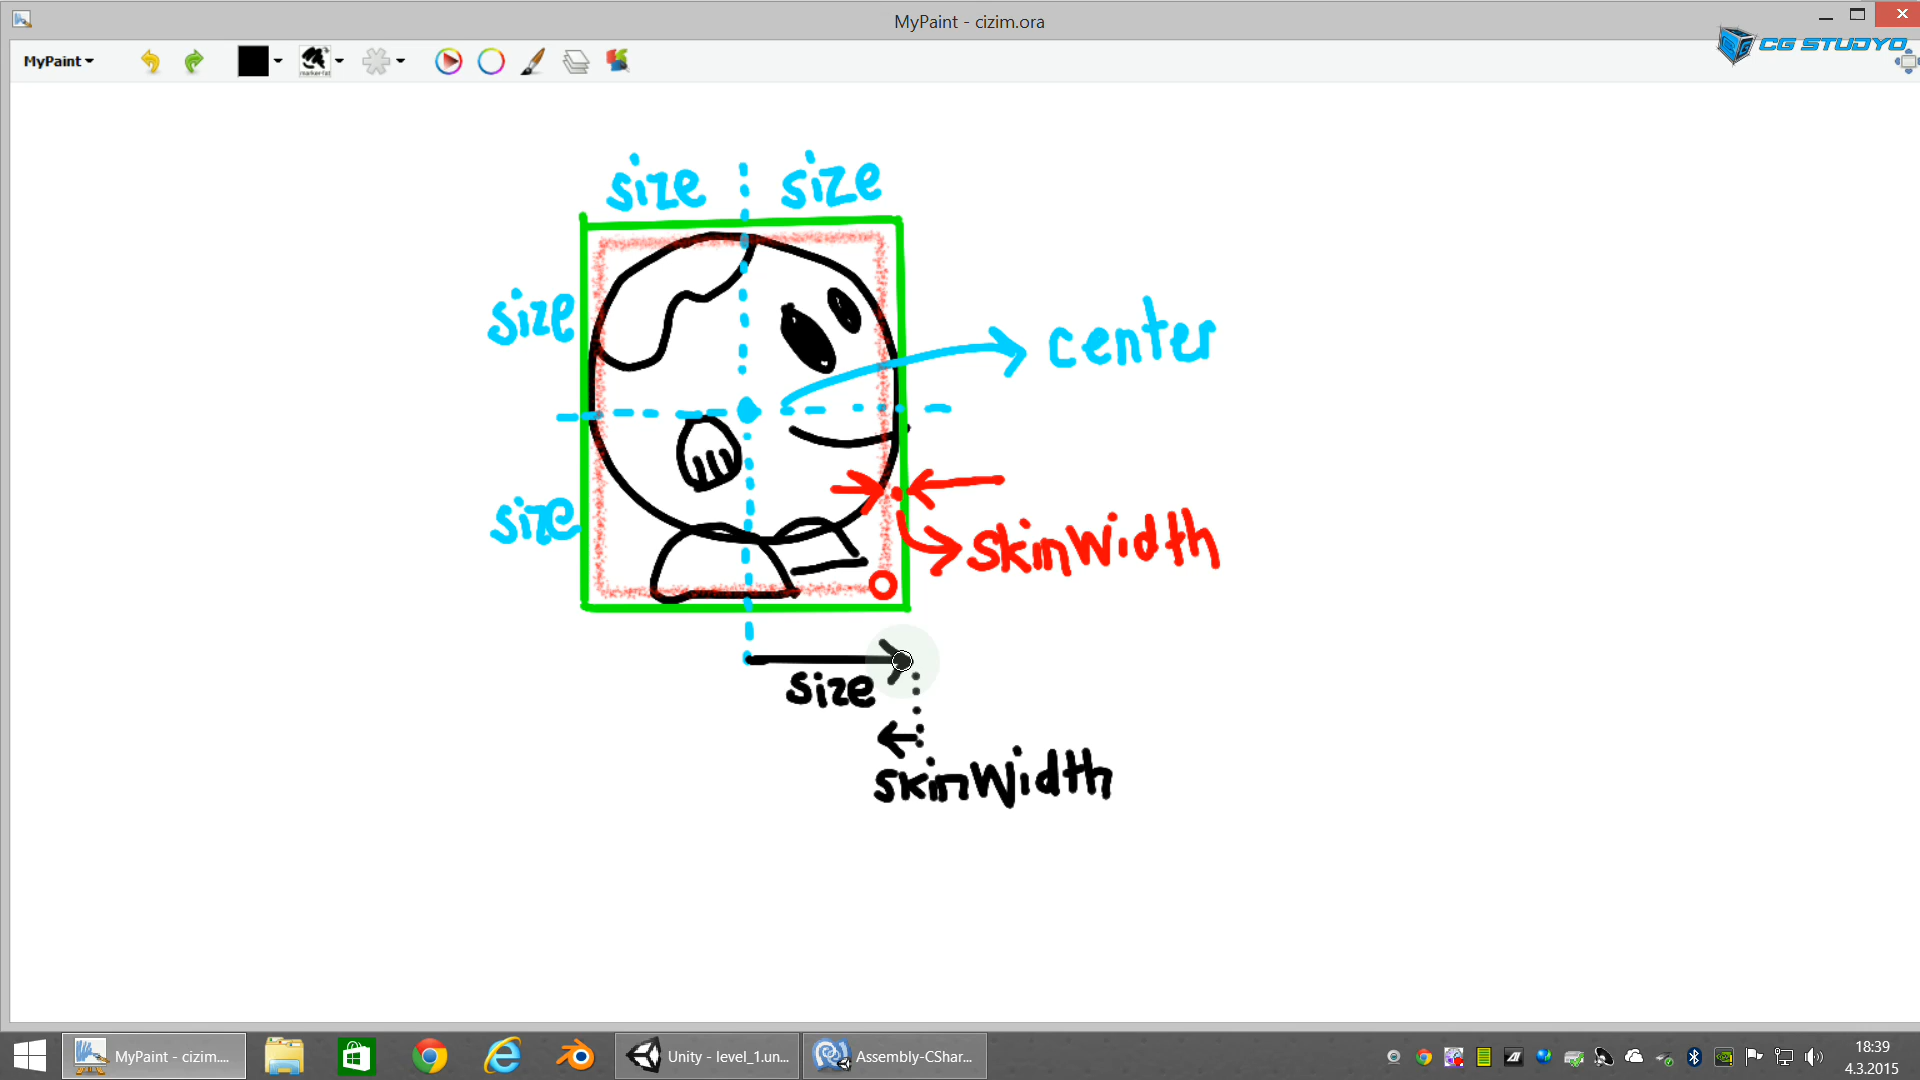 MyPaint - cizim.ora
MyPaint
CG STUDYO
size size
size
center
size
skinWidth
size
skinWidth
MyPaint - cizim....
Unity - level_1.un...
Assembly-CShar...
18:39
4.3.2015